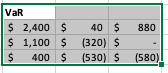 VaR
$ 2,400 $ 40 $ 880
$ 1,100 $ (320) $ -
$ 400 $ (530) $ (580)